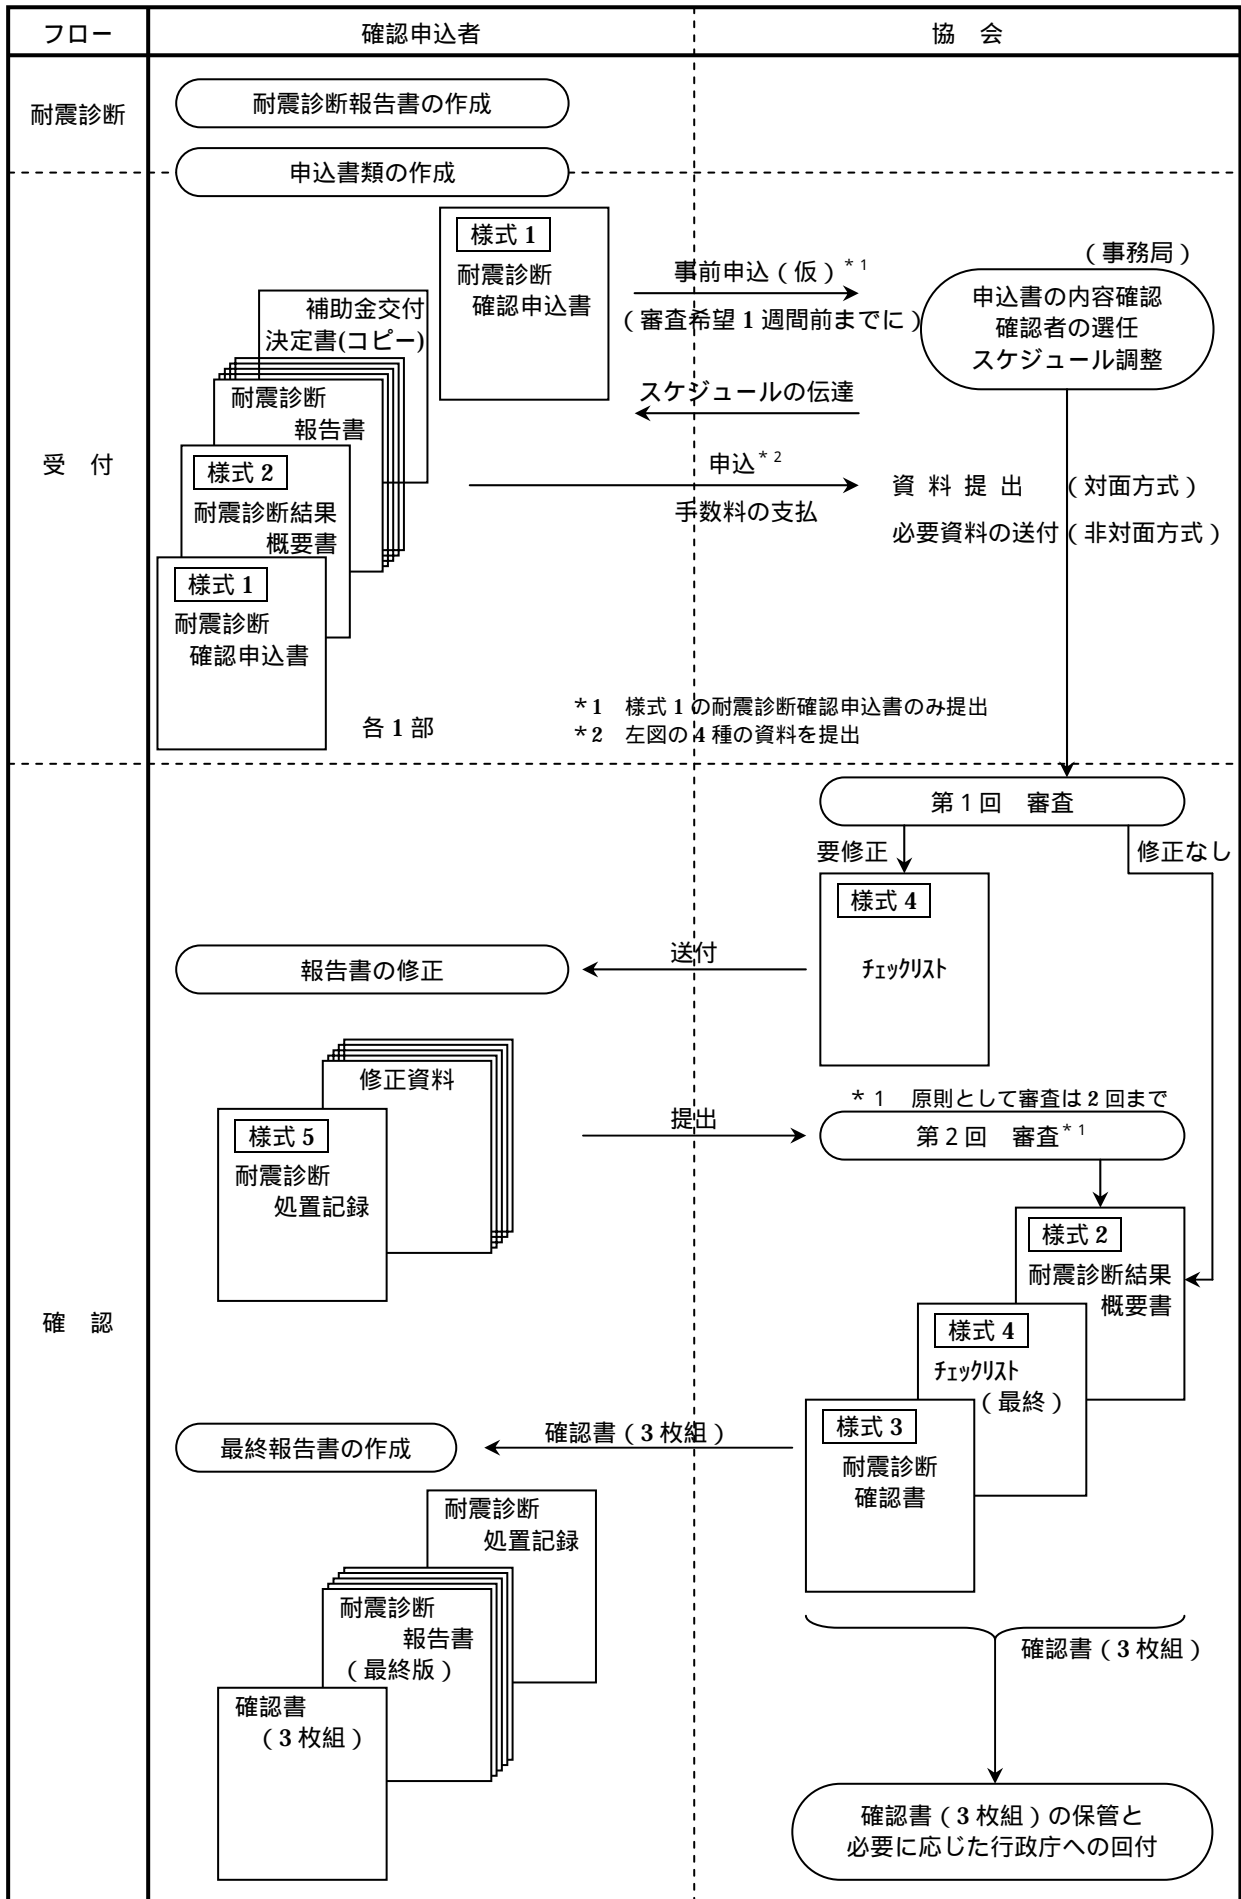 フロー
確認申込者
協　会
耐震診断
耐震診断報告書の作成
申込書類の作成
受　付
様式 1
耐震診断
確認申込書
補助金交付
決定書(コピー)
耐震診断
報告書
様式 2
耐震診断結果
概要書
様式 1
耐震診断
確認申込書
各 1 部
事前申込（仮）*1
（審査希望 1 週間前までに）
スケジュールの伝達
申込*2
手数料の支払
（事務局）
申込書の内容確認
確認者の選任
スケジュール調整
資 料 提 出　（対面方式）
必要資料の送付（非対面方式）
*1　様式 1 の耐震診断確認申込書のみ提出
*2　左図の 4 種の資料を提出
確　認
第１回　審査
要修正
修正なし
様式 4
チェックリスト
送付
報告書の修正
修正資料
様式 5
耐震診断
処置記録
提出
* 1　原則として審査は 2 回まで
第２回　審査*1
様式 2
耐震診断結果
概要書
様式 4
チェックリスト
（最終）
様式 3
耐震診断
確認書
確認書（3 枚組）
最終報告書の作成
耐震診断
処置記録
耐震診断
報告書
（最終版）
確認書
（3 枚組）
確認書（3 枚組）
確認書（3 枚組）の保管と
必要に応じた行政庁への回付